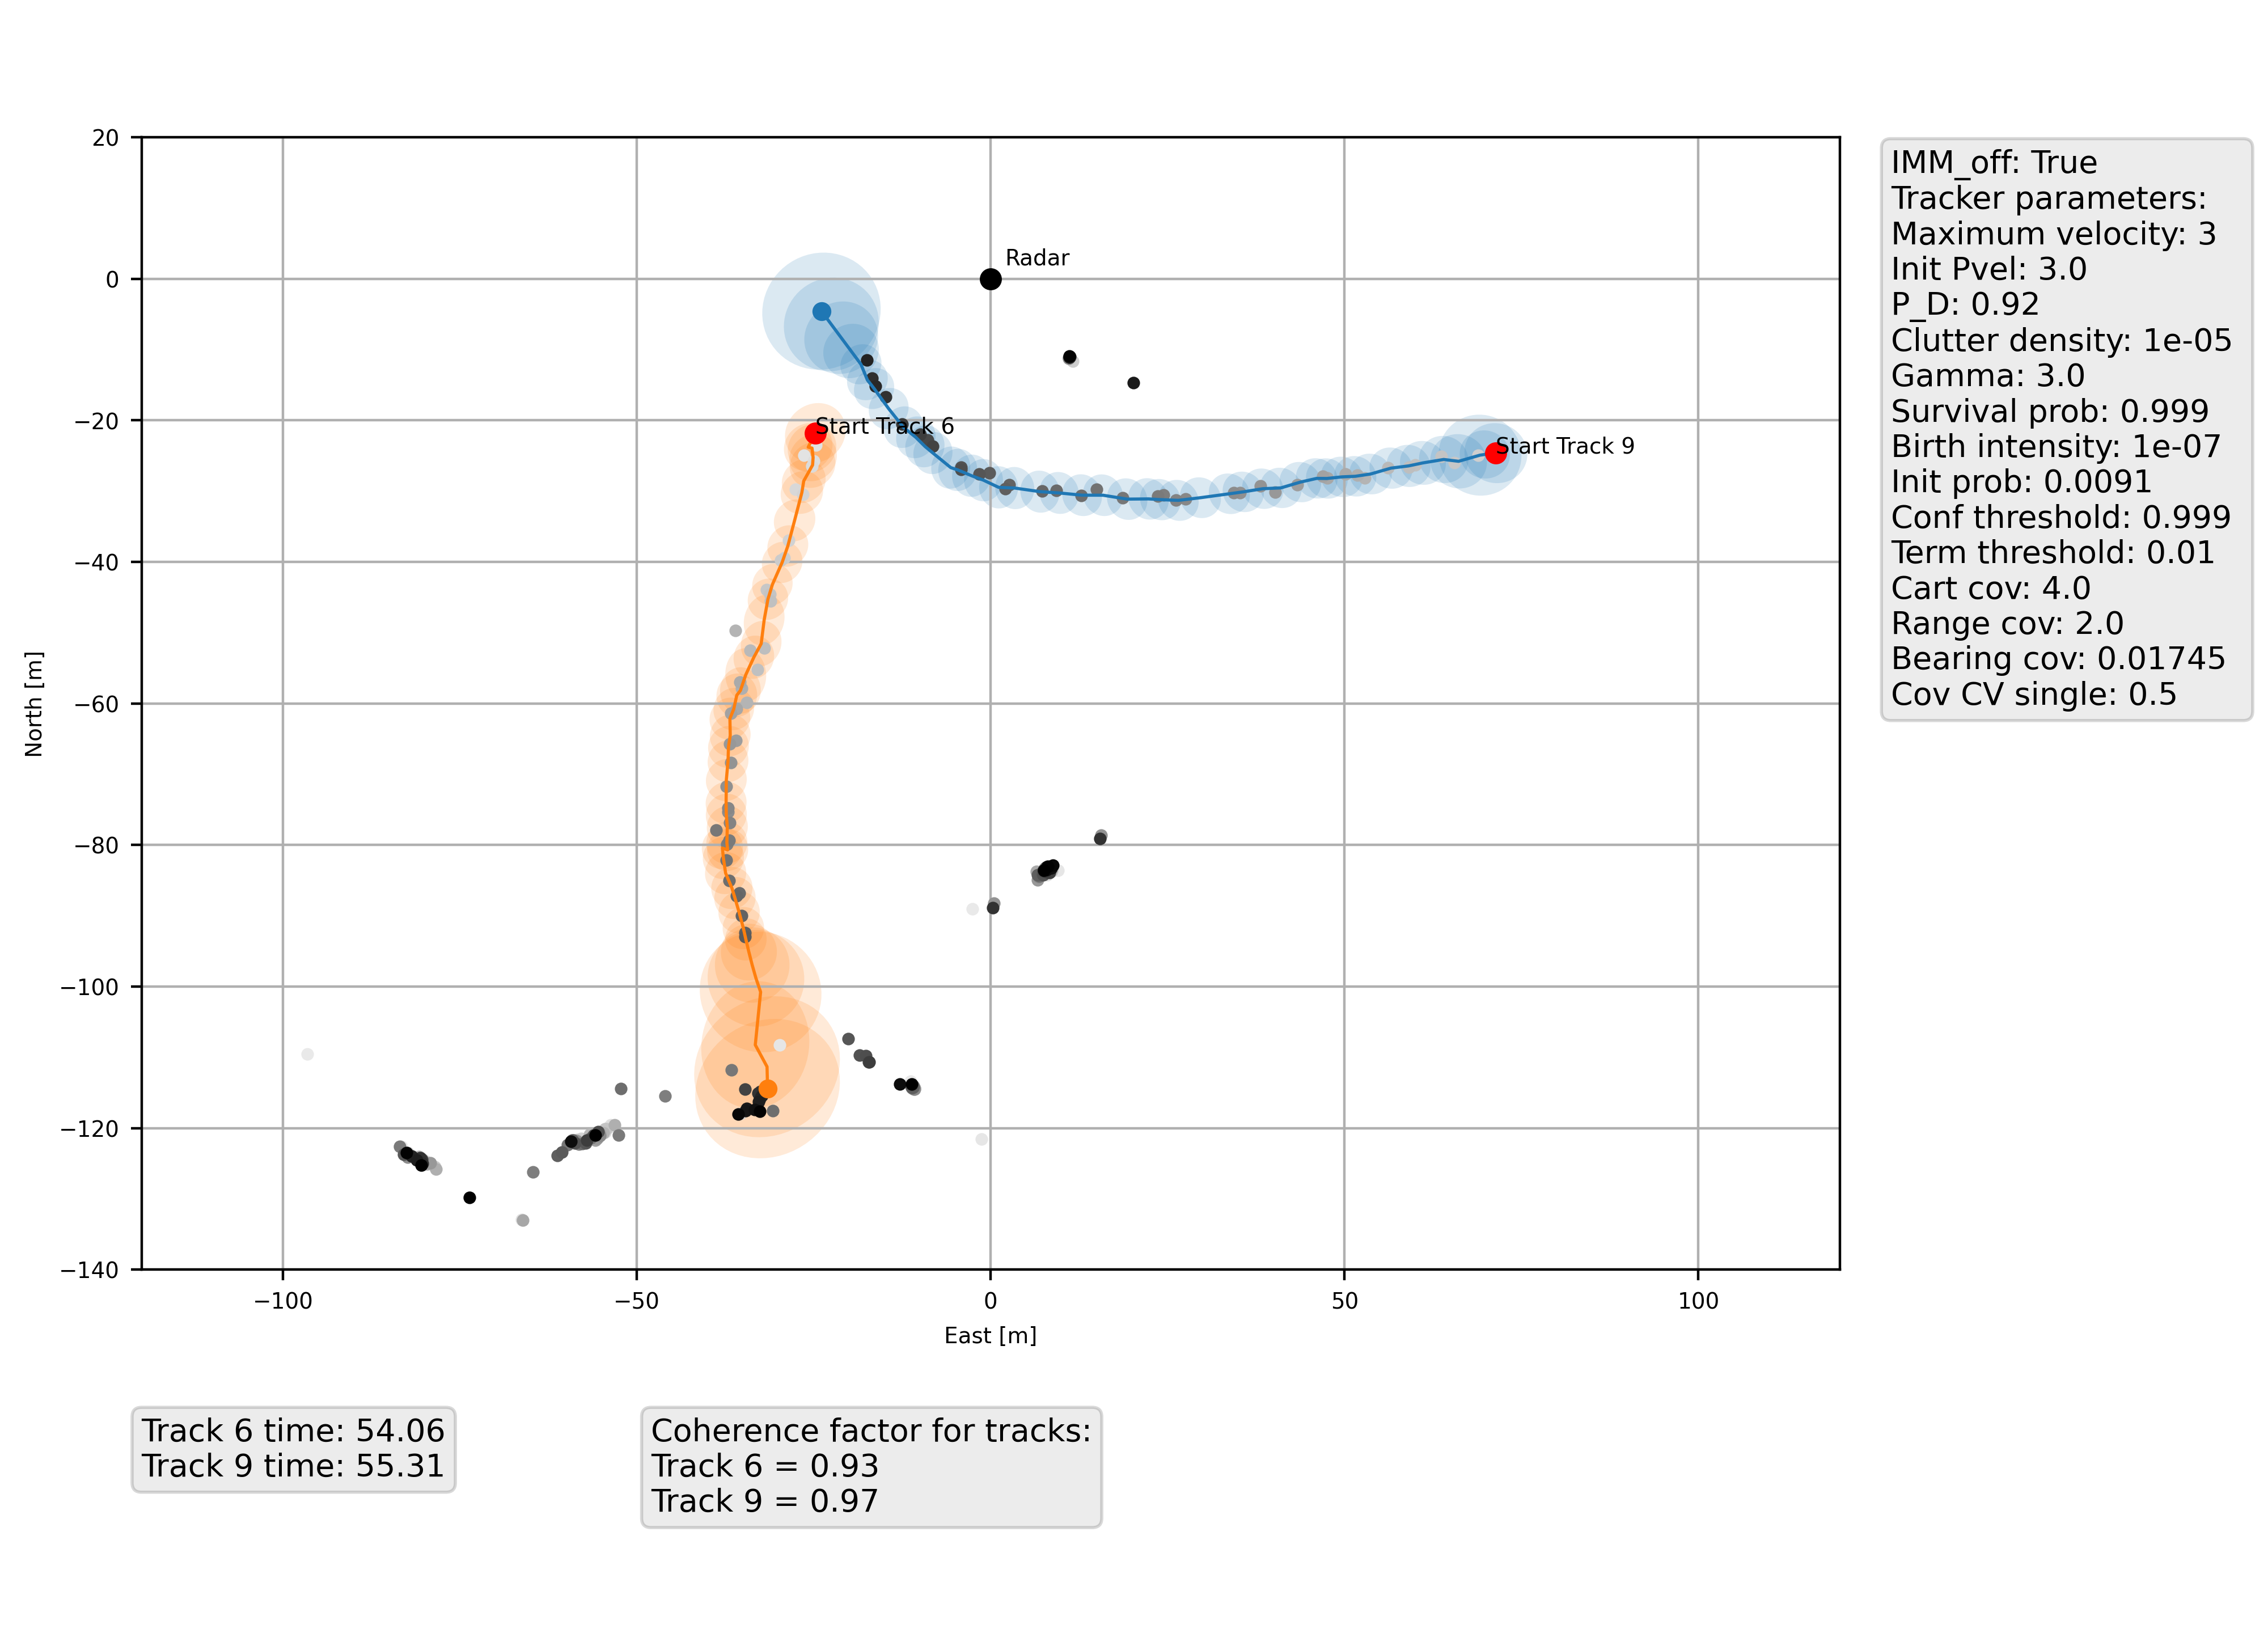 20
0
−20
−40
−60
−80
−100
−120
−140
−100
−50
0
50
100
North [m]
East [m]
Radar
Start Track 6
Start Track 9
IMM_off: True
Tracker parameters:
Maximum velocity: 3
Init Pvel: 3.0
P_D: 0.92
Clutter density: 1e-05
Gamma: 3.0
Survival prob: 0.999
Birth intensity: 1e-07
Init prob: 0.0091
Conf threshold: 0.999
Term threshold: 0.01
Cart cov: 4.0
Range cov: 2.0
Bearing cov: 0.01745
Cov CV single: 0.5
Track 6 time: 54.06
Track 9 time: 55.31
Coherence factor for tracks:
Track 6 = 0.93
Track 9 = 0.97